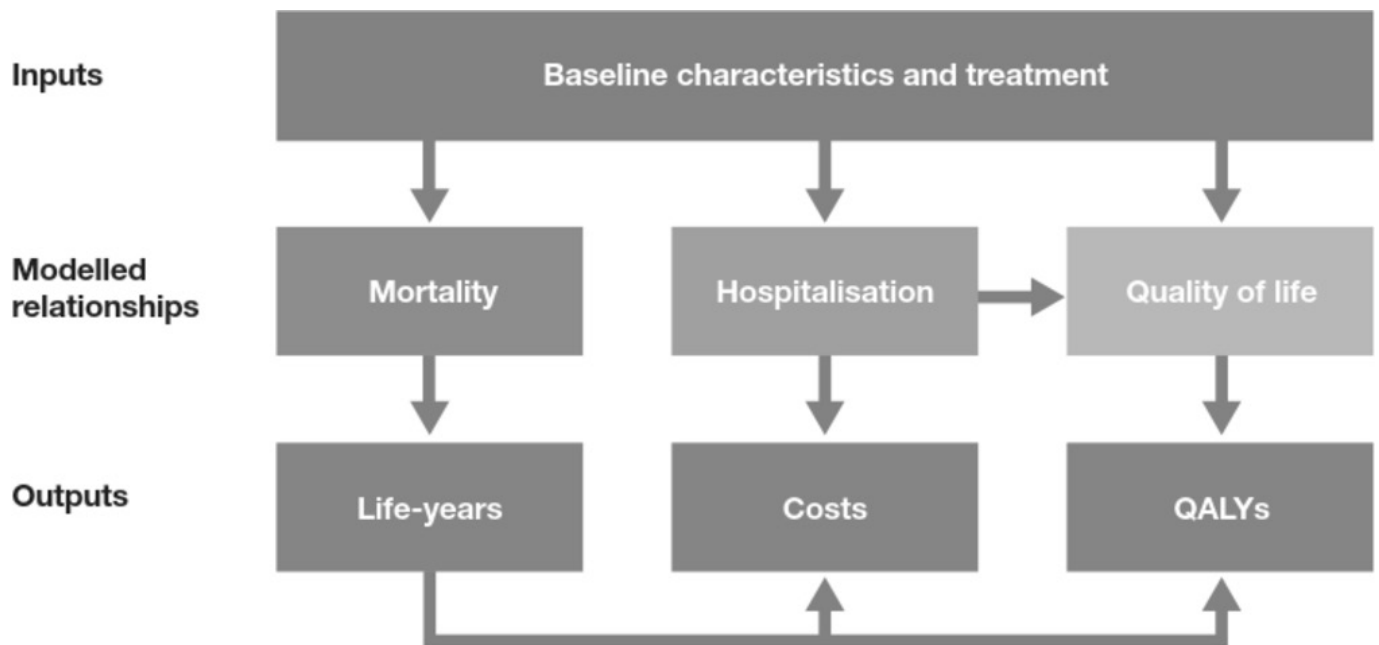 Inputs
Baseline characteristics and treatment
Modelled
relationships
Mortality
Hospitalisation
Quality of life
Outputs
Life-years
Costs
QALYs